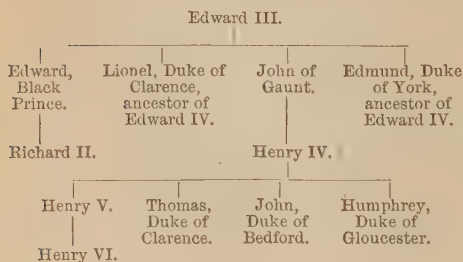 Edward III.
Edward, Black Prince.
Lionel, Duke of Clarence, ancestor of Edward IV.
John of Gaunt.
Edmund, Duke of York, ancestor of Edward IV.
Richard II.
Henry IV.
Henry V.
Thomas, Duke of Clarence.
John, Duke of Bedford.
Humphrey, Duke of Gloucester.
Henry VI.